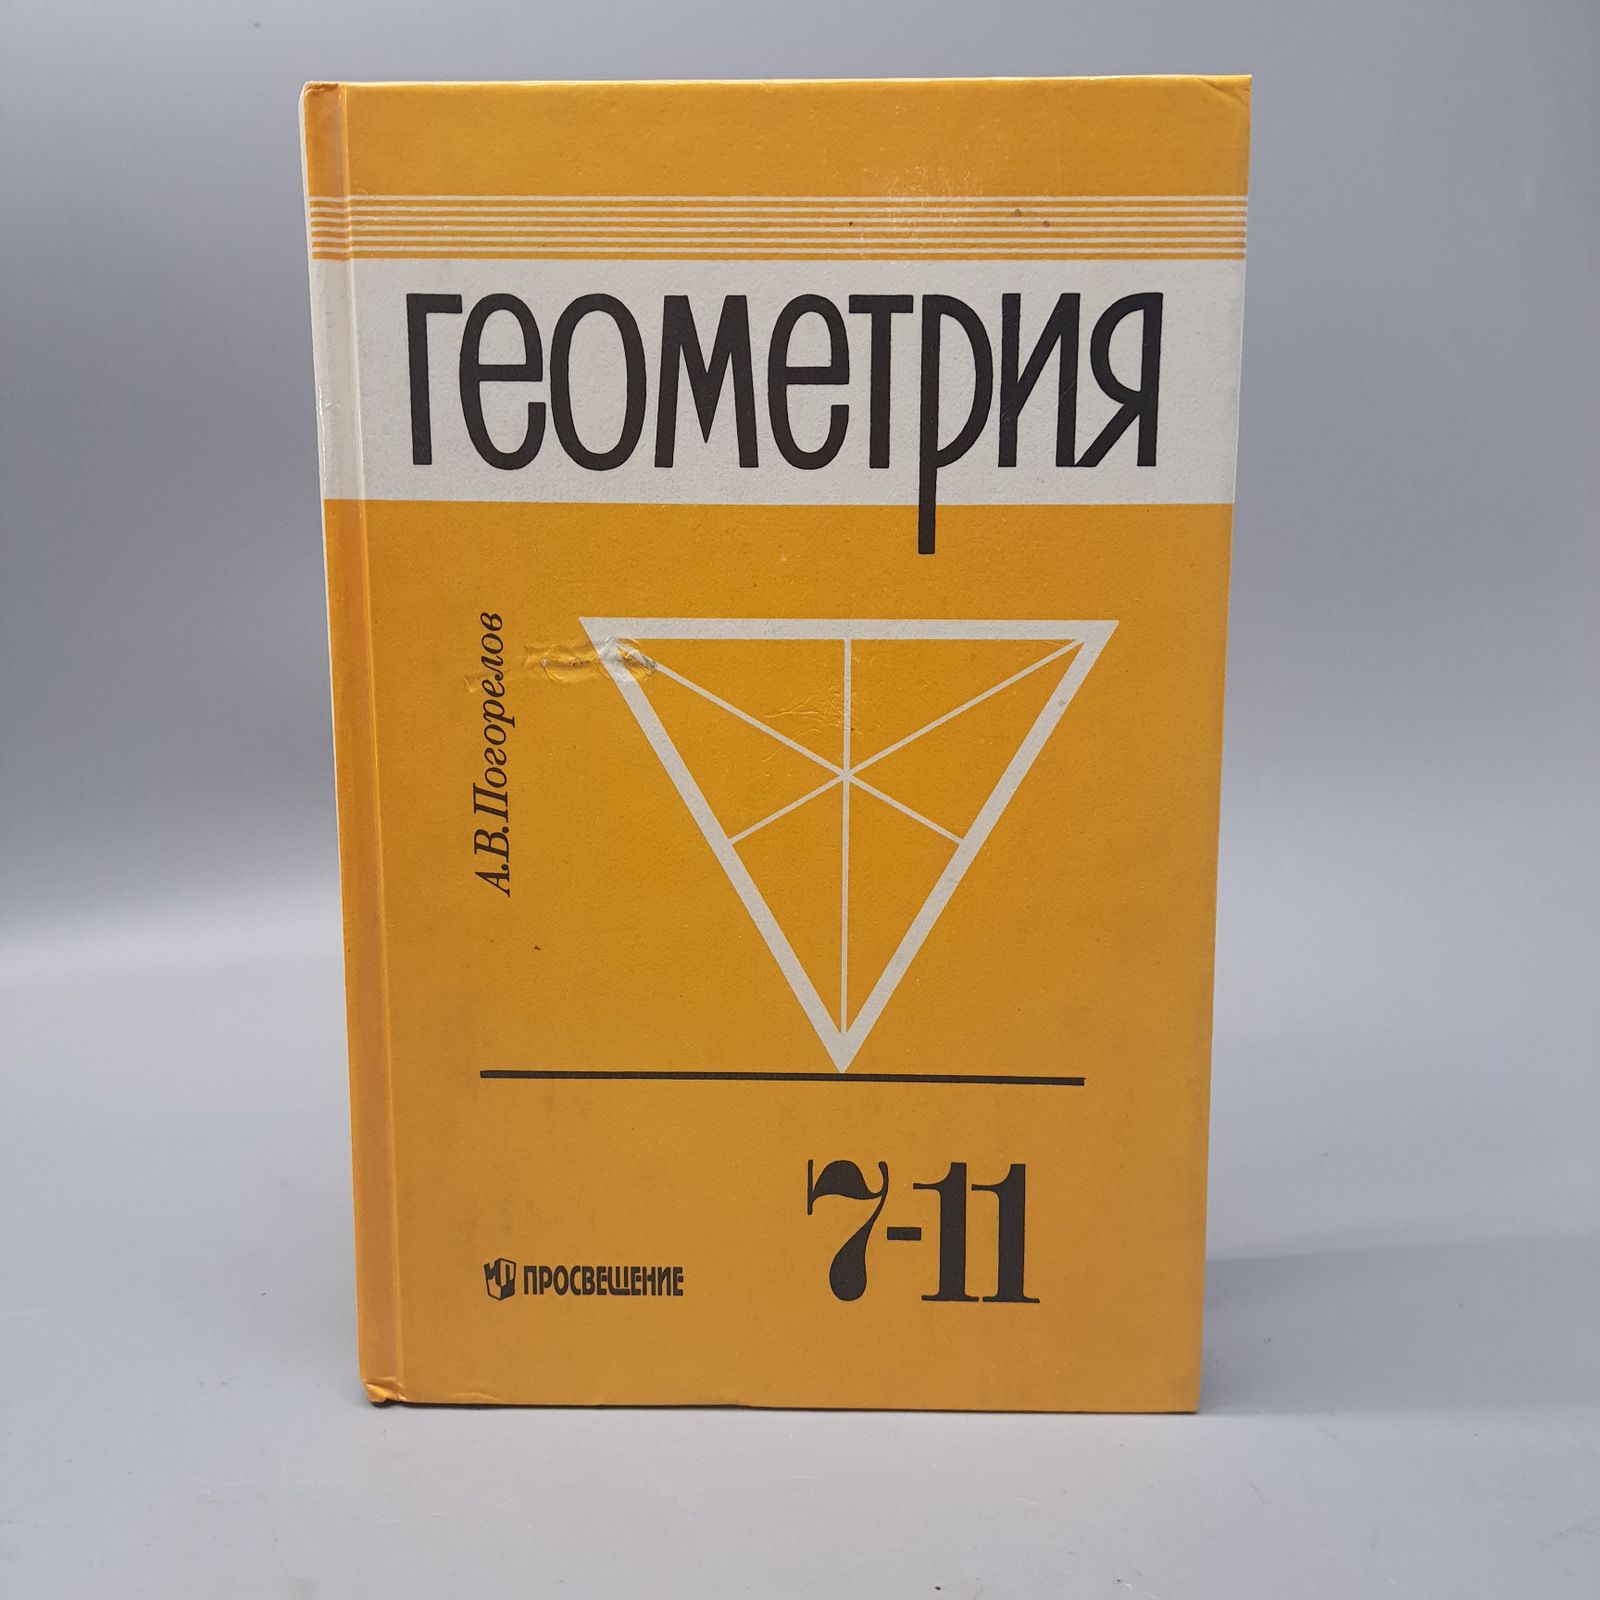 геометрия
А.В.Погорелов
7-11
ПРОСВЕЩЕНИЕ